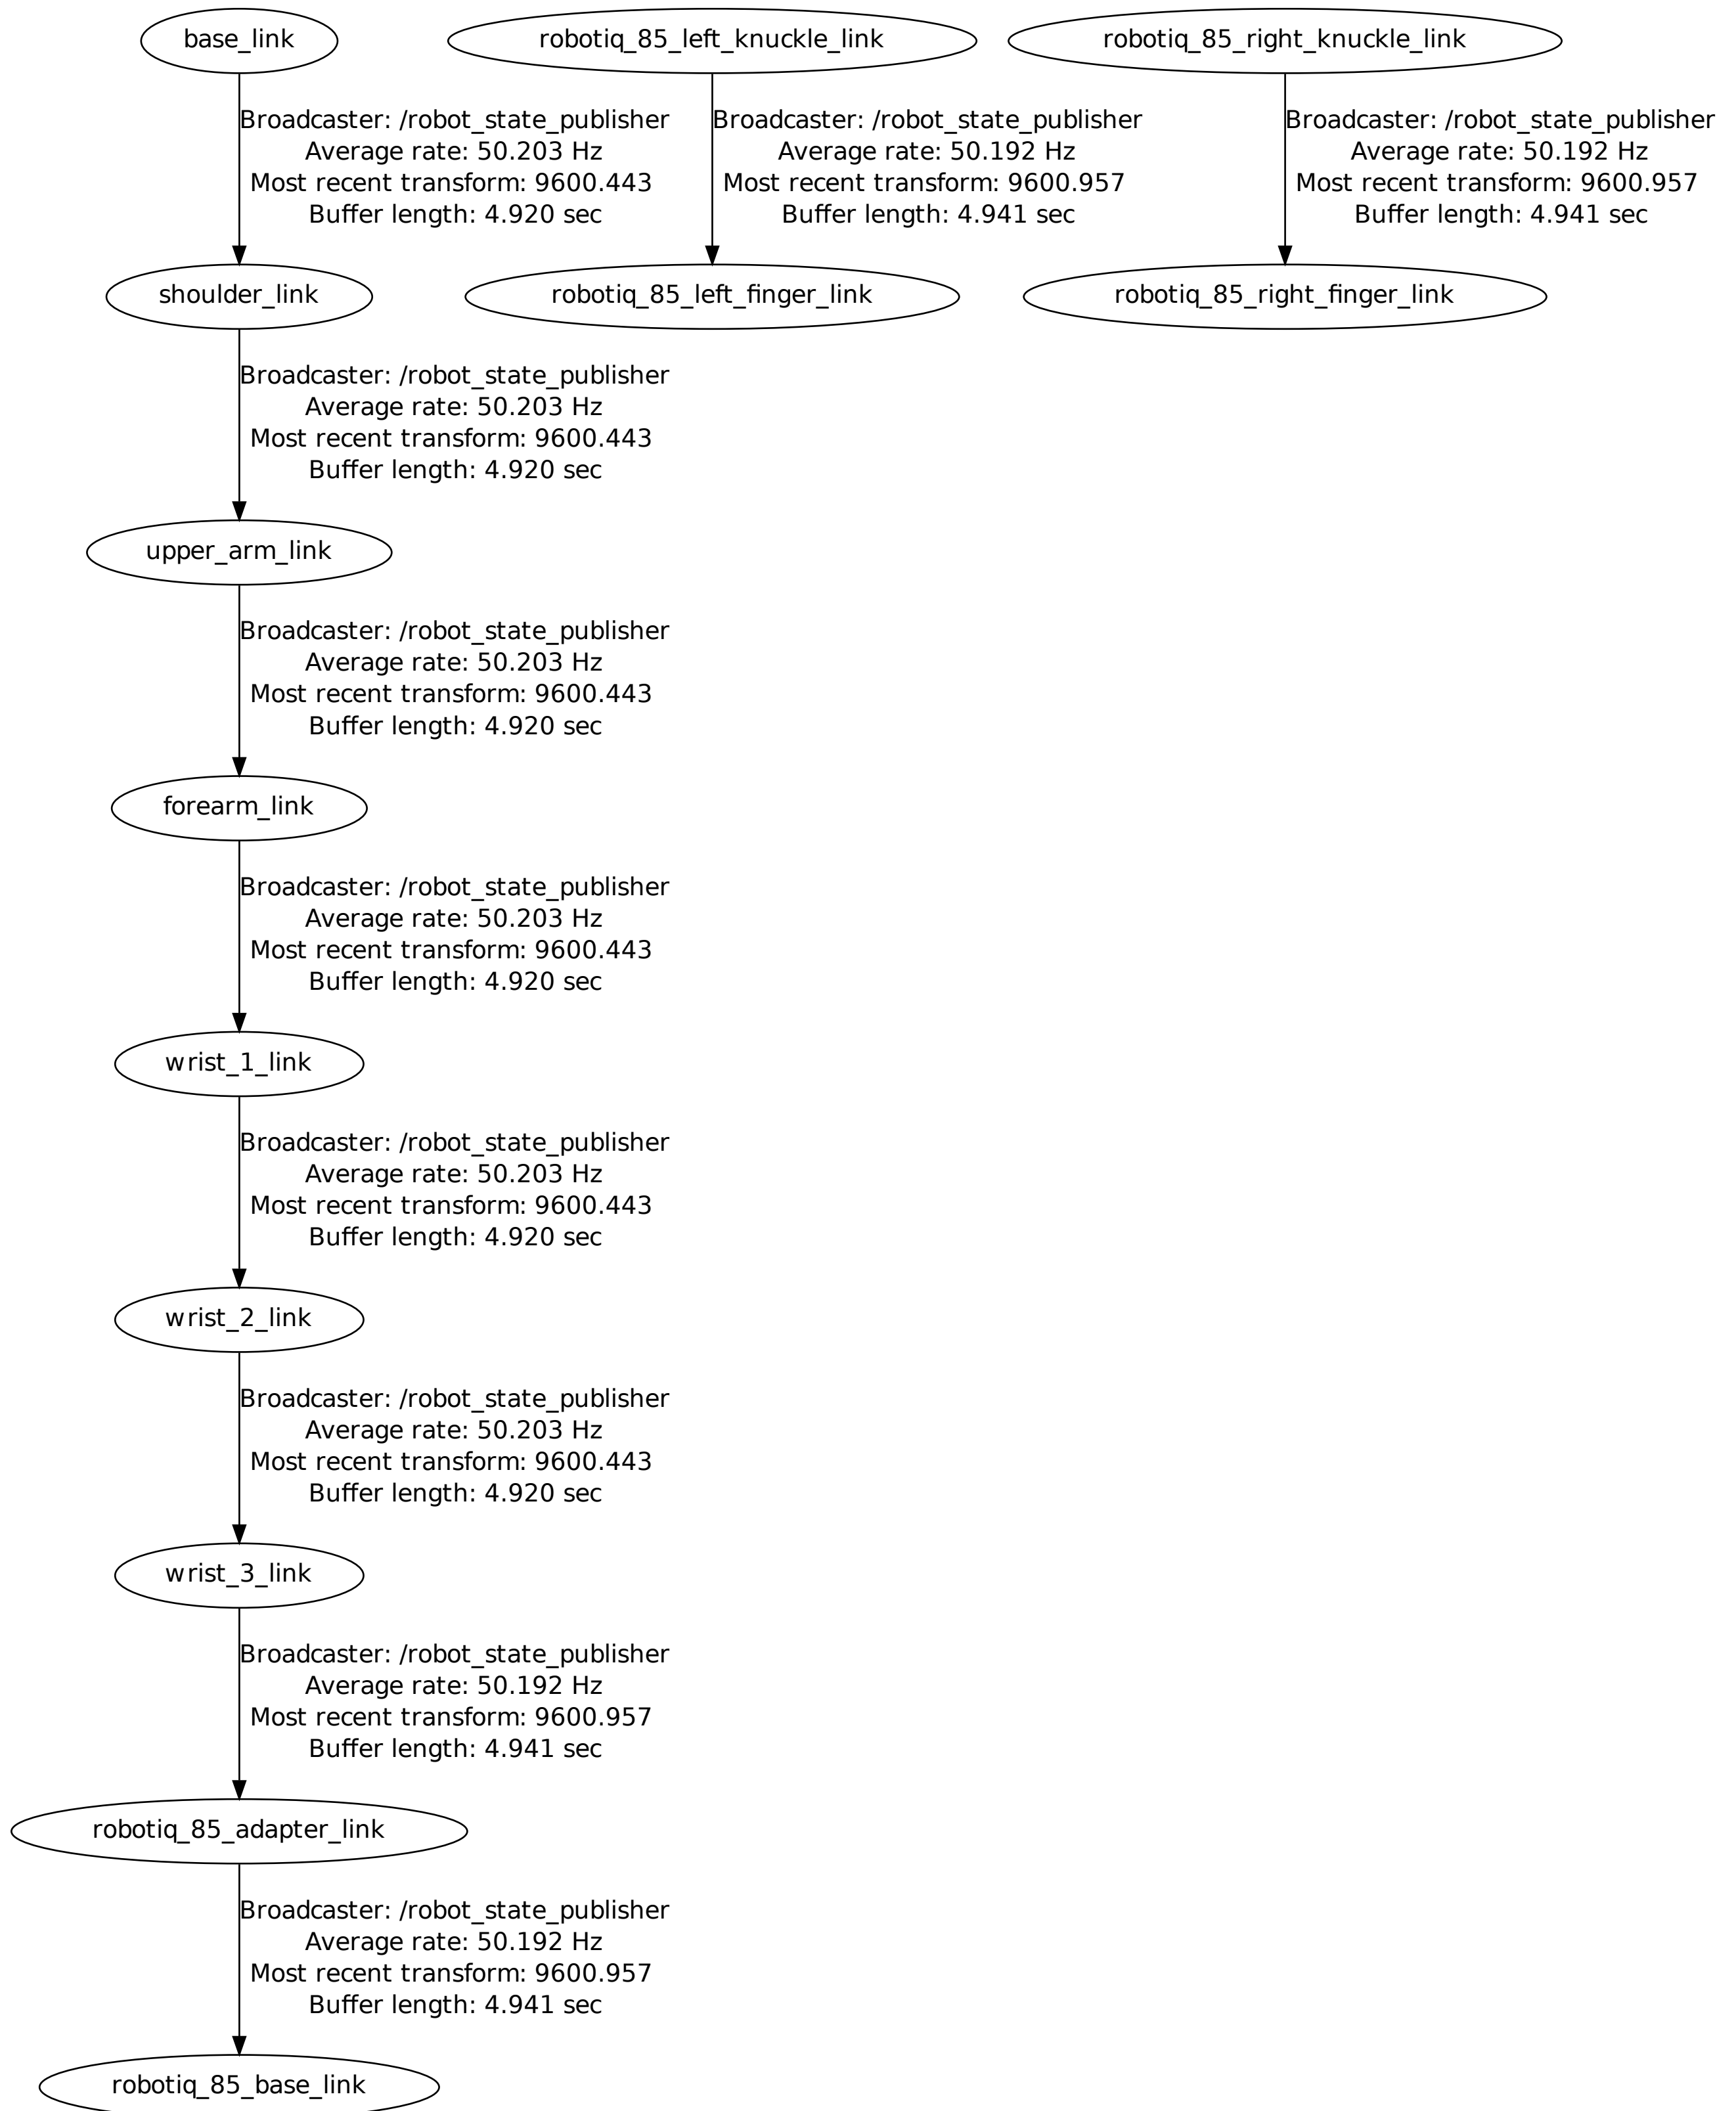 base_link
robotiq_85_left_knuckle_link
robotiq_85_right_knuckle_link
Broadcaster: /robot_state_publisher
Average rate: 50.203 Hz
Most recent transform: 9600.443
Buffer length: 4.920 sec
Broadcaster: /robot_state_publisher
Average rate: 50.192 Hz
Most recent transform: 9600.957
Buffer length: 4.941 sec
Broadcaster: /robot_state_publisher
Average rate: 50.192 Hz
Most recent transform: 9600.957
Buffer length: 4.941 sec
shoulder_link
robotiq_85_left_finger_link
robotiq_85_right_finger_link
Broadcaster: /robot_state_publisher
Average rate: 50.203 Hz
Most recent transform: 9600.443
Buffer length: 4.920 sec
upper_arm_link
Broadcaster: /robot_state_publisher
Average rate: 50.203 Hz
Most recent transform: 9600.443
Buffer length: 4.920 sec
forearm_link
Broadcaster: /robot_state_publisher
Average rate: 50.203 Hz
Most recent transform: 9600.443
Buffer length: 4.920 sec
wrist_1_link
Broadcaster: /robot_state_publisher
Average rate: 50.203 Hz
Most recent transform: 9600.443
Buffer length: 4.920 sec
wrist_2_link
Broadcaster: /robot_state_publisher
Average rate: 50.203 Hz
Most recent transform: 9600.443
Buffer length: 4.920 sec
wrist_3_link
Broadcaster: /robot_state_publisher
Average rate: 50.192 Hz
Most recent transform: 9600.957
Buffer length: 4.941 sec
robotiq_85_adapter_link
Broadcaster: /robot_state_publisher
Average rate: 50.192 Hz
Most recent transform: 9600.957
Buffer length: 4.941 sec
robotiq_85_base_link